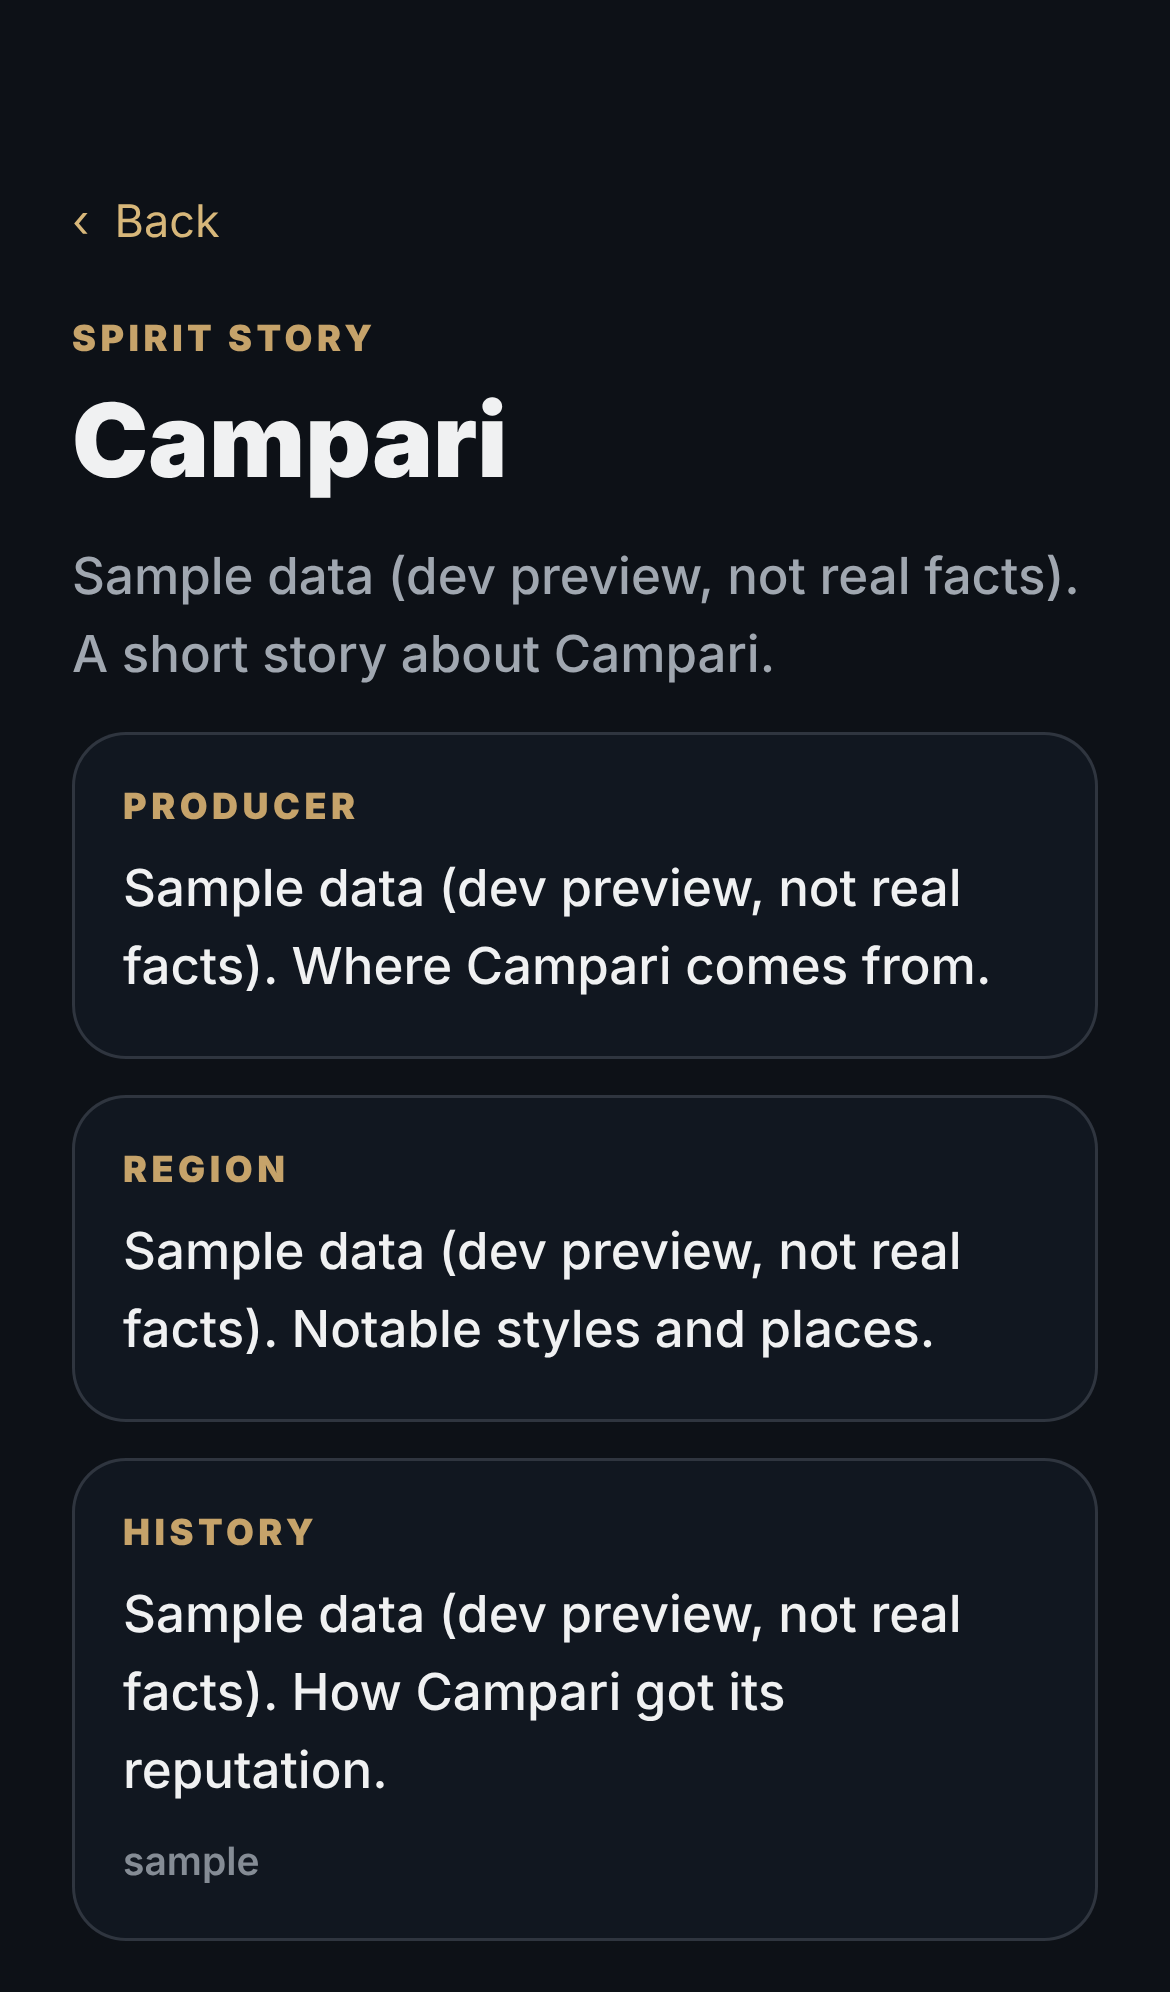 ‹ Back
SPIRIT STORY
Campari
Sample data (dev preview, not real facts).
A short story about Campari.
PRODUCER
Sample data (dev preview, not real
facts). Where Campari comes from.
REGION
Sample data (dev preview, not real
facts). Notable styles and places.
HISTORY
Sample data (dev preview, not real
facts). How Campari got its
reputation.
sample